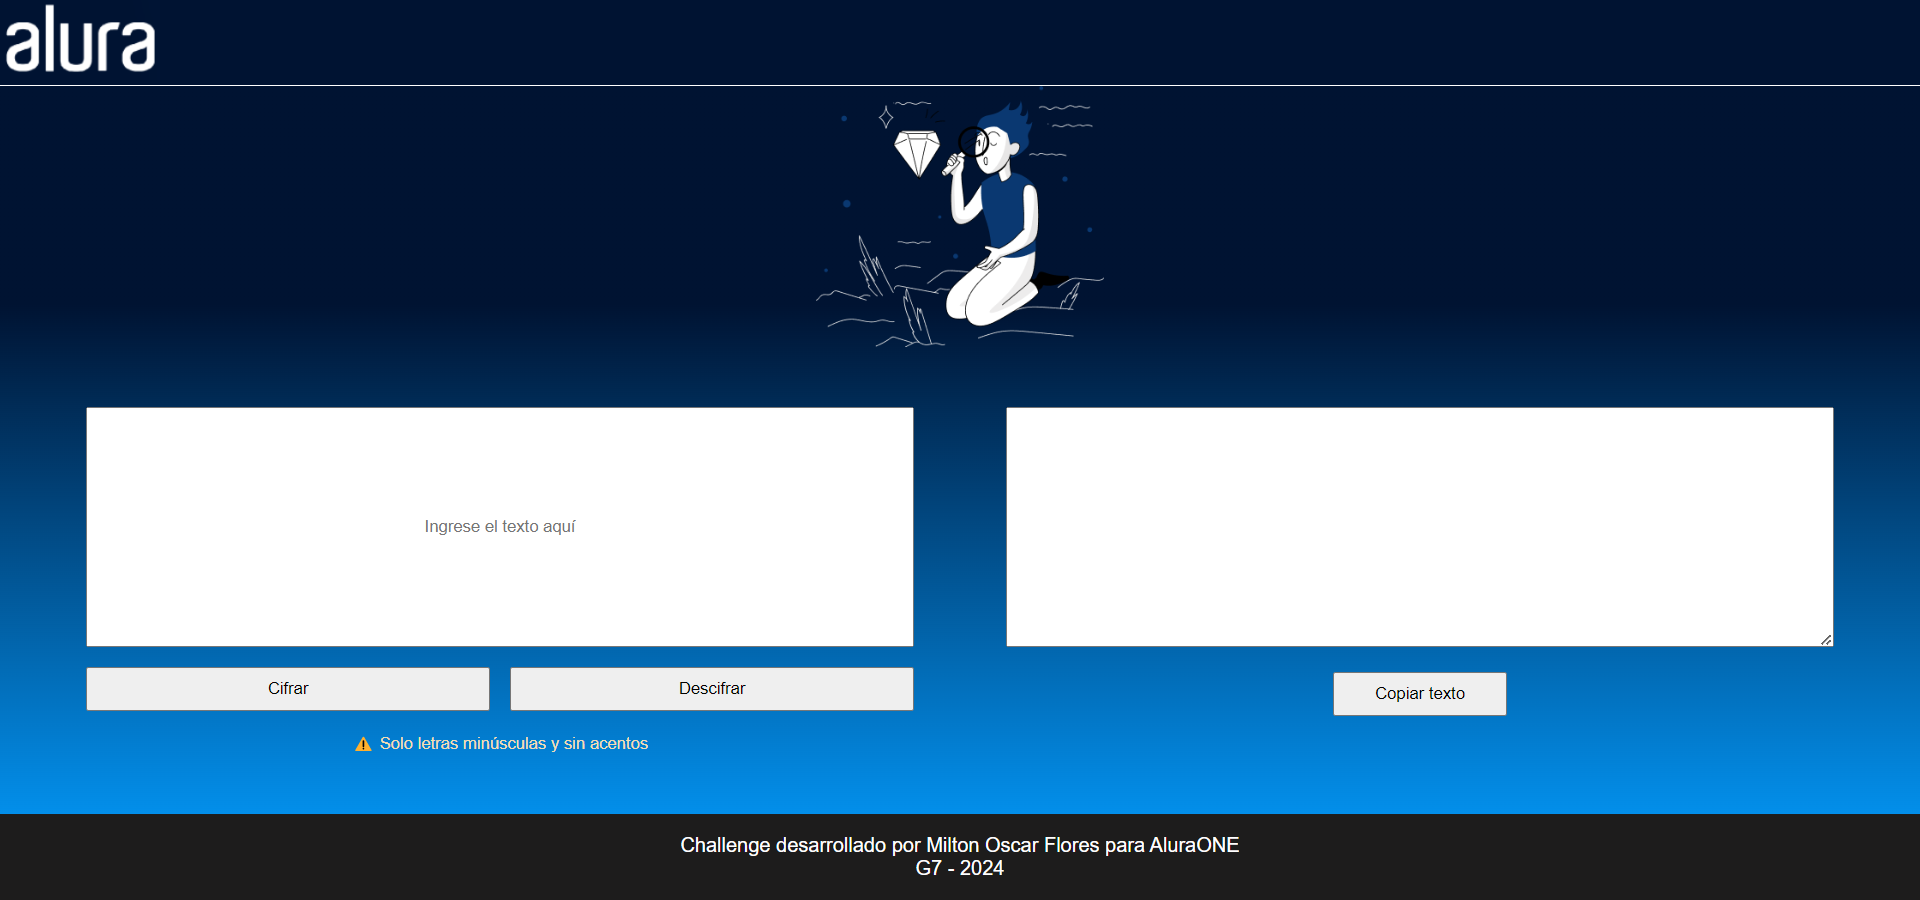 alura
Ingrese el texto aquí
Cifrar
Descifrar
Copiar texto
⚠ Solo letras minúsculas y sin acentos
Challenge desarrollado por Milton Oscar Flores para AluraONE
G7 - 2024